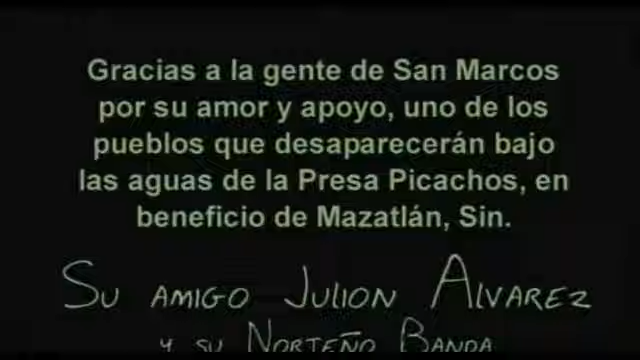 Gracias a la gente de San Marcos
por su amor y apoyo, uno de los
pueblos que desaparecerán bajo
las aguas de la Presa Picachos, en
beneficio de Mazatlán, Sin.
SU AMIGO JULION ALVAREZ
Y SU NORTEÑO BANDA